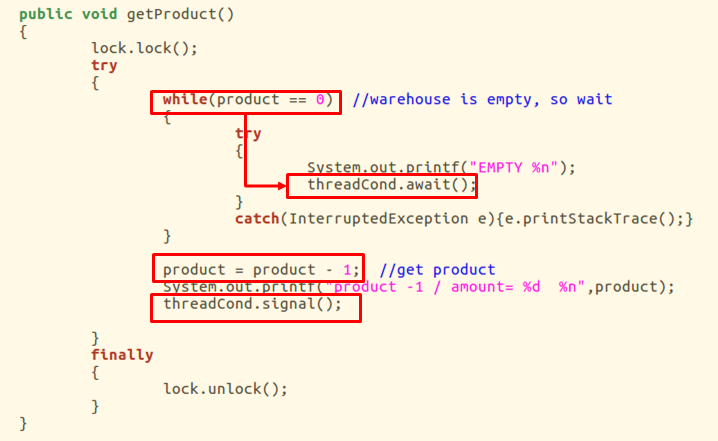 public void getProduct()
{
lock.lock();
try
{
while(product == 0) //warehouse is empty, so wait
{
try
{
System.out.printf("EMPTY %n");
threadCond.await();
}
catch(InterruptedException e){e.printStackTrace();}
}
product = product - 1; //get product
System.out.printf("product -1 / amount= %d  %n",product);
threadCond.signal();
}
finally
{
lock.unlock();
}
}